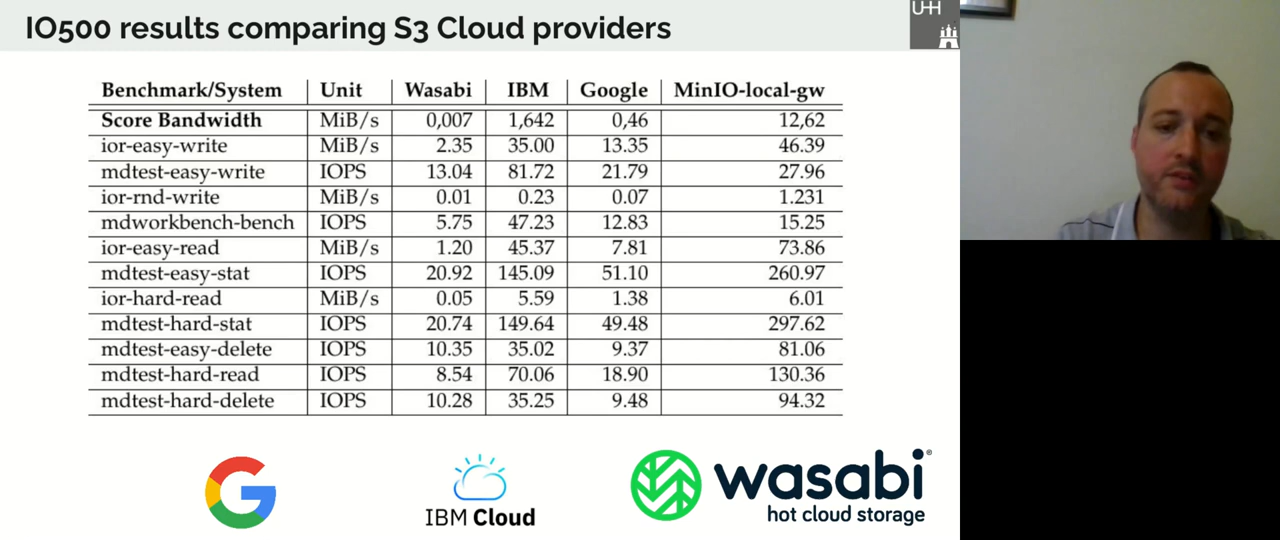 IO500 results comparing S3 Cloud providers
UHH
Benchmark/System Unit Wasabi IBM Google MinIO-local-gw
Score Bandwidth MiB/s 0,007 1,642 0,46 12,62
ior-easy-write MiB/s 2.35 35.00 13.35 46.39
mdtest-easy-write IOPS 13.04 81.72 21.79 27.96
ior-rnd-write MiB/s 0.01 0.23 0.07 1.231
mdworkbench-bench IOPS 5.75 47.23 12.83 15.25
ior-easy-read MiB/s 1.20 45.37 7.81 73.86
mdtest-easy-stat IOPS 20.92 145.09 51.10 260.97
ior-hard-read MiB/s 0.05 5.59 1.38 6.01
mdtest-hard-stat IOPS 20.74 149.64 49.48 297.62
mdtest-easy-delete IOPS 10.35 35.02 9.37 81.06
mdtest-hard-read IOPS 8.54 70.06 18.90 130.36
mdtest-hard-delete IOPS 10.28 35.25 9.48 94.32
G
IBM Cloud
wasabi®
hot cloud storage